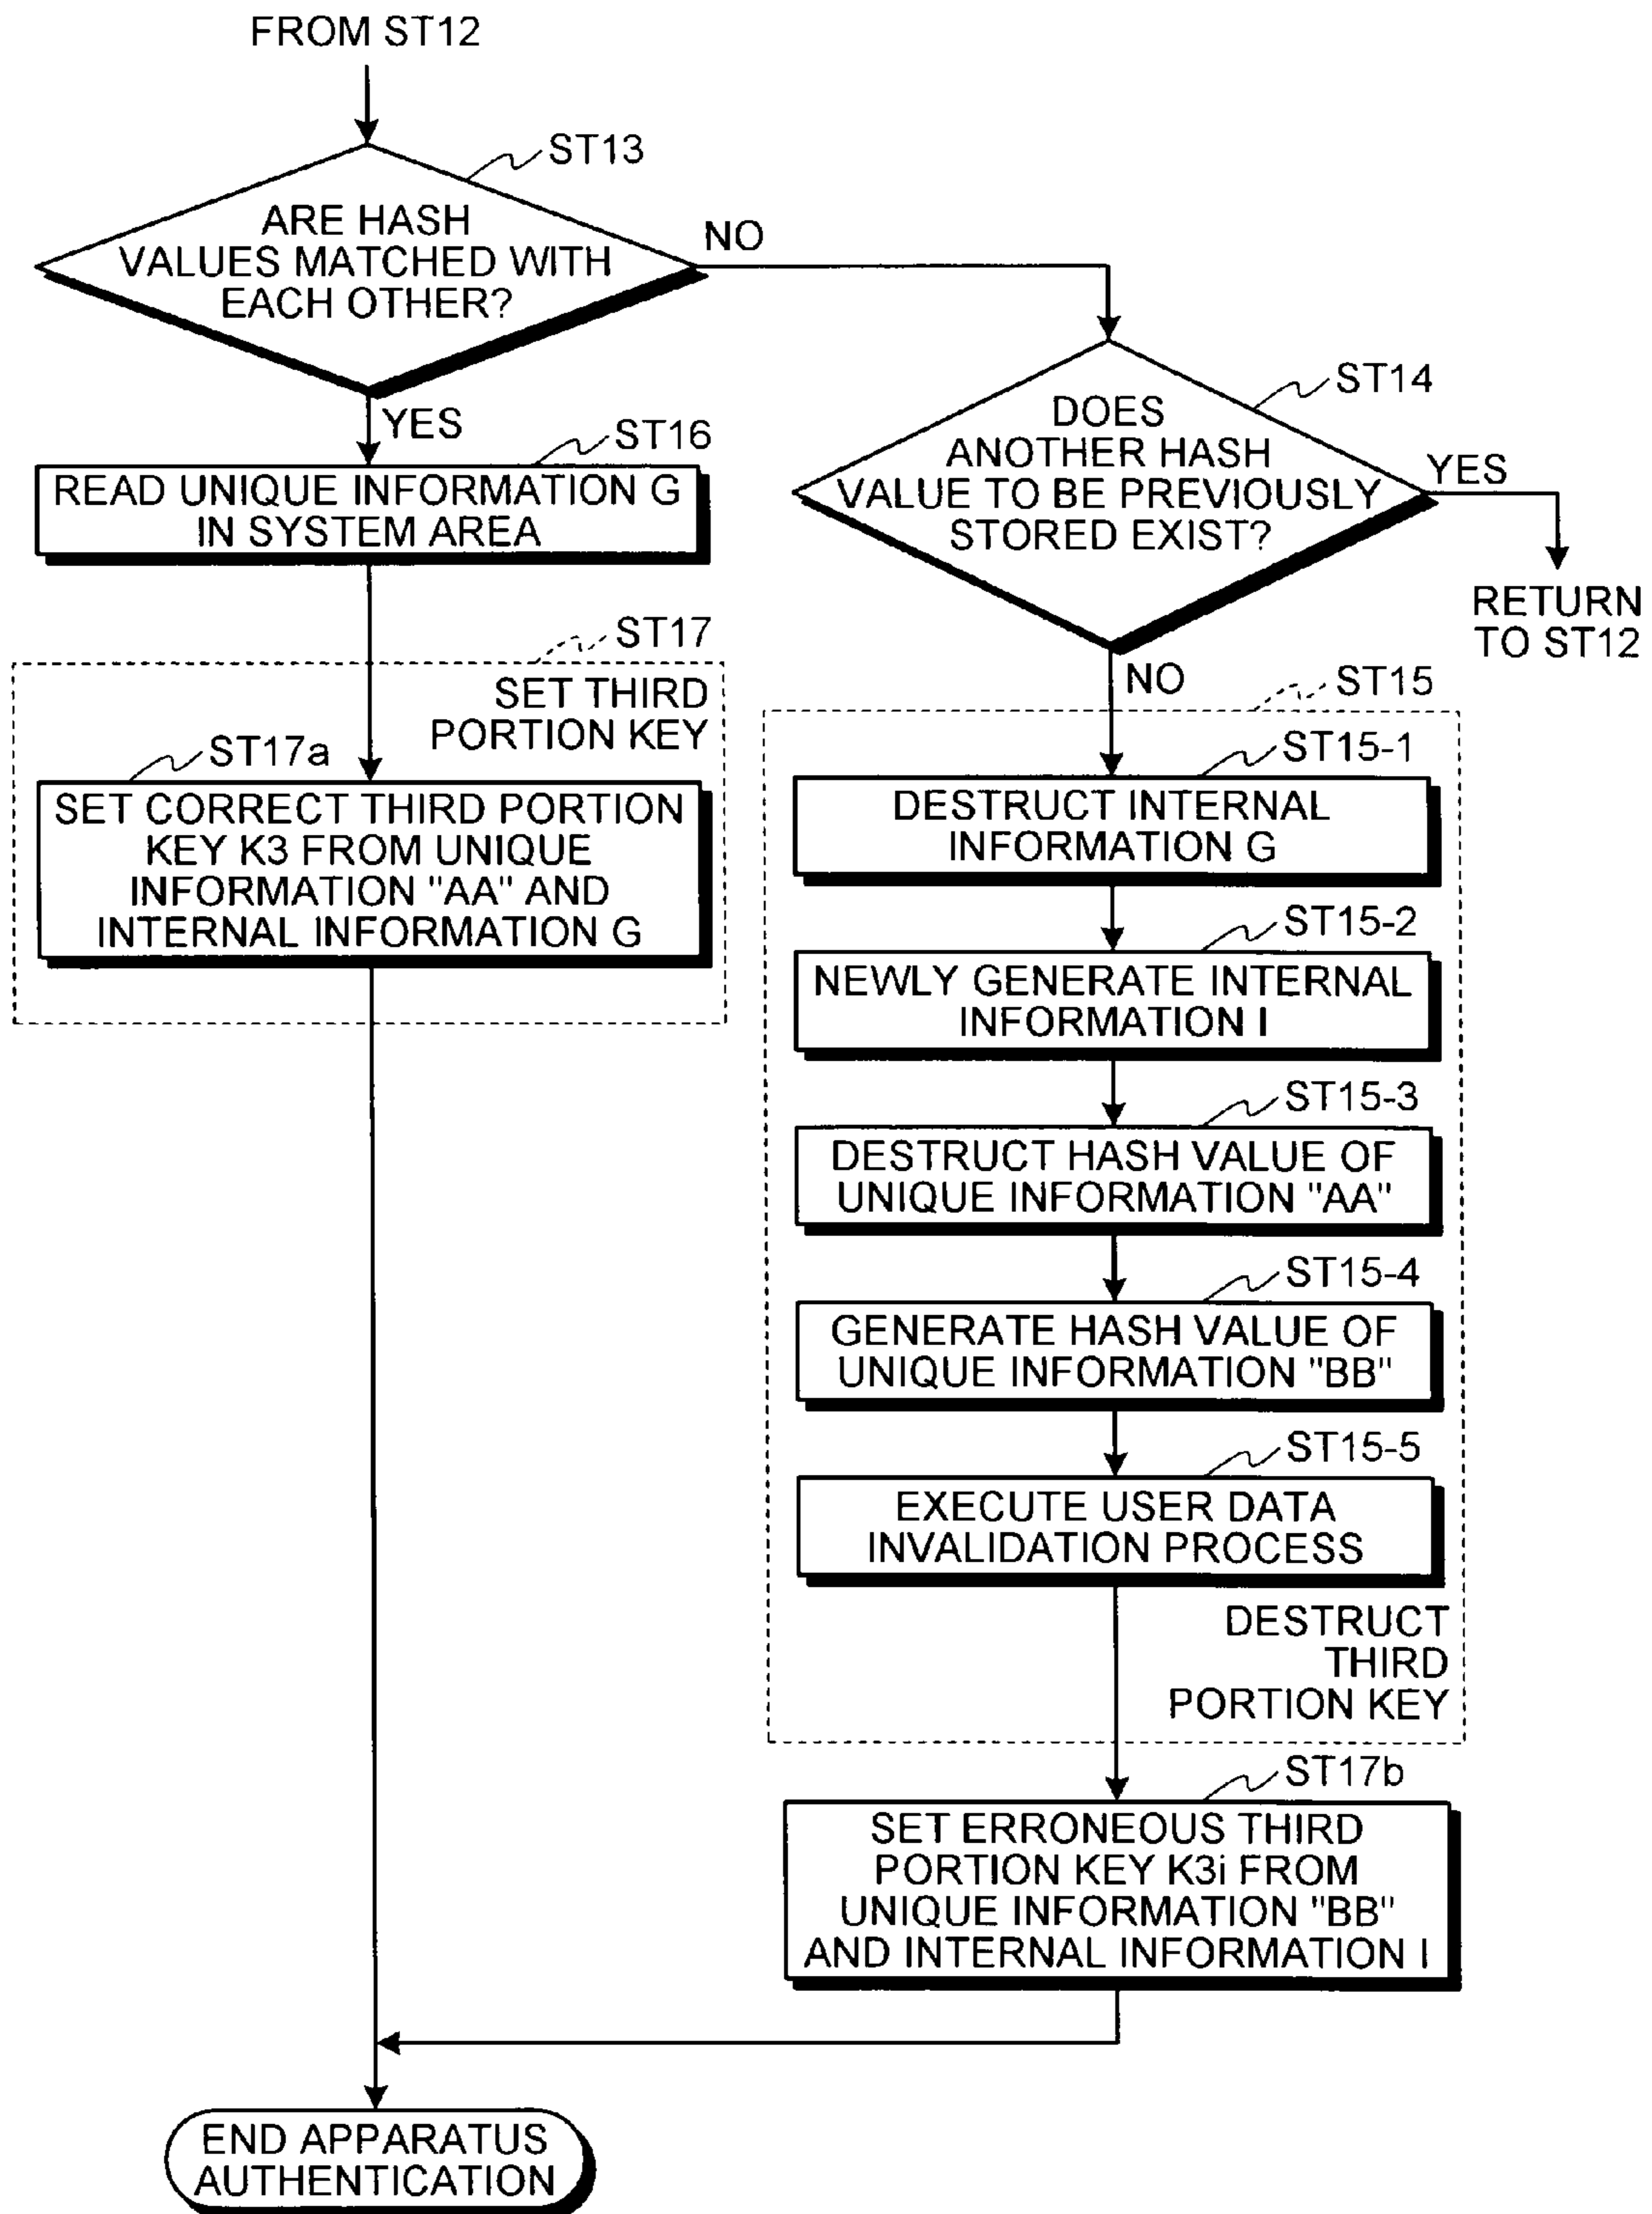 FROM ST12
ST13
ARE HASH
VALUES MATCHED WITH
EACH OTHER?
NO
YES
ST14
DOES
ANOTHER HASH
VALUE TO BE PREVIOUSLY
STORED EXIST?
YES
RETURN
TO ST12
NO
ST16
READ UNIQUE INFORMATION G
IN SYSTEM AREA
ST17
SET THIRD
PORTION KEY
ST17a
SET CORRECT THIRD PORTION
KEY K3 FROM UNIQUE
INFORMATION "AA" AND
INTERNAL INFORMATION G
ST15
ST15-1
DESTRUCT INTERNAL
INFORMATION G
ST15-2
NEWLY GENERATE INTERNAL
INFORMATION I
ST15-3
DESTRUCT HASH VALUE OF
UNIQUE INFORMATION "AA"
ST15-4
GENERATE HASH VALUE OF
UNIQUE INFORMATION "BB"
ST15-5
EXECUTE USER DATA
INVALIDATION PROCESS
DESTRUCT
THIRD
PORTION KEY
ST17b
SET ERRONEOUS THIRD
PORTION KEY K3i FROM
UNIQUE INFORMATION "BB"
AND INTERNAL INFORMATION I
END APPARATUS
AUTHENTICATION